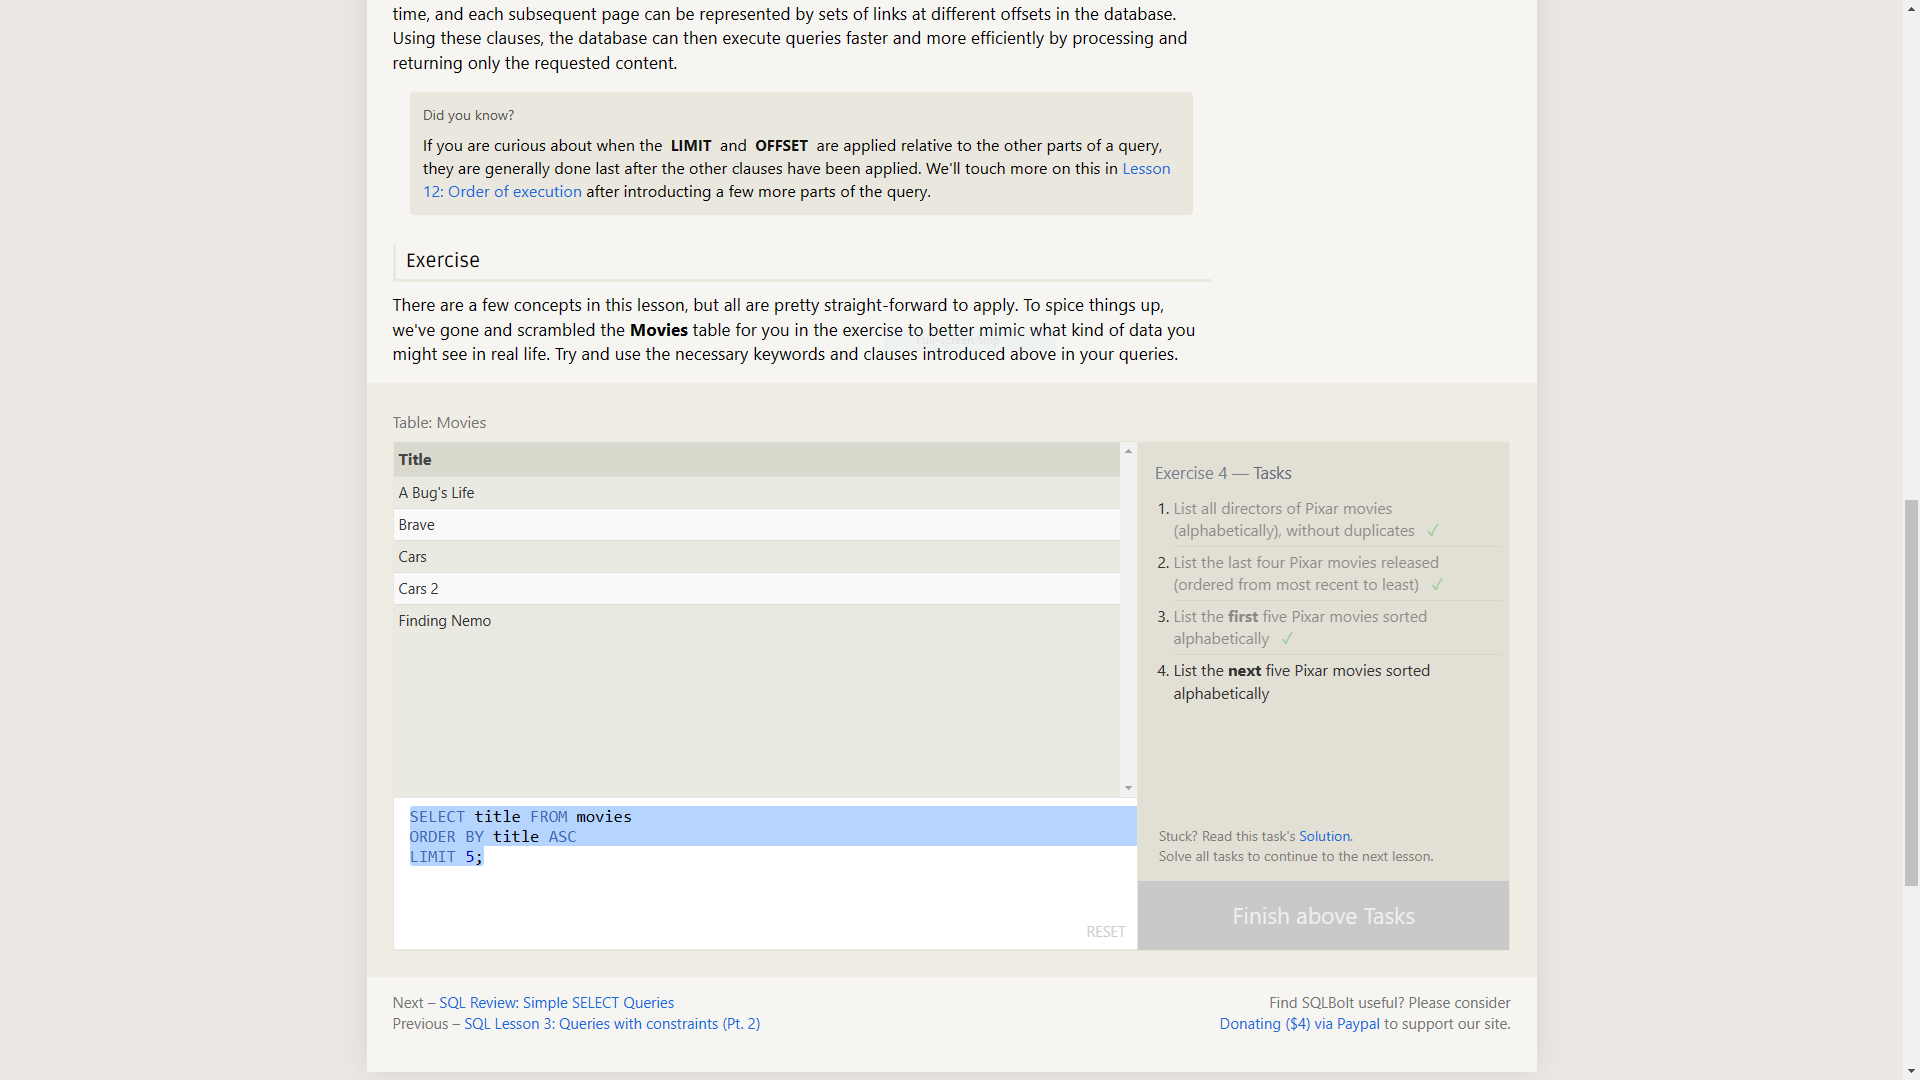 time, and each subsequent page can be represented by sets of links at different offsets in the database.
Using these clauses, the database can then execute queries faster and more efficiently by processing and
returning only the requested content.
Did you know?
If you are curious about when the LIMIT and OFFSET are applied relative to the other parts of a query,
they are generally done last after the other clauses have been applied. We'll touch more on this in Lesson
12: Order of execution after introducting a few more parts of the query.
Exercise
There are a few concepts in this lesson, but all are pretty straight-forward to apply. To spice things up,
we've gone and scrambled the Movies table for you in the exercise to better mimic what kind of data you
Full-screen Snip
might see in real life. Try and use the necessary keywords and clauses introduced above in your queries.
Table: Movies
Title
A Bug's Life
Brave
Cars
Cars 2
Finding Nemo
SELECT title FROM movies
ORDER BY title ASC
LIMIT 5;
RESET
Exercise 4 — Tasks
1. List all directors of Pixar movies
(alphabetically), without duplicates ✓
2. List the last four Pixar movies released
(ordered from most recent to least) ✓
3. List the first five Pixar movies sorted
alphabetically ✓
4. List the next five Pixar movies sorted
alphabetically
Stuck? Read this task's Solution.
Solve all tasks to continue to the next lesson.
Finish above Tasks
Next – SQL Review: Simple SELECT Queries
Previous – SQL Lesson 3: Queries with constraints (Pt. 2)
Find SQLBolt useful? Please consider
Donating ($4) via Paypal to support our site.